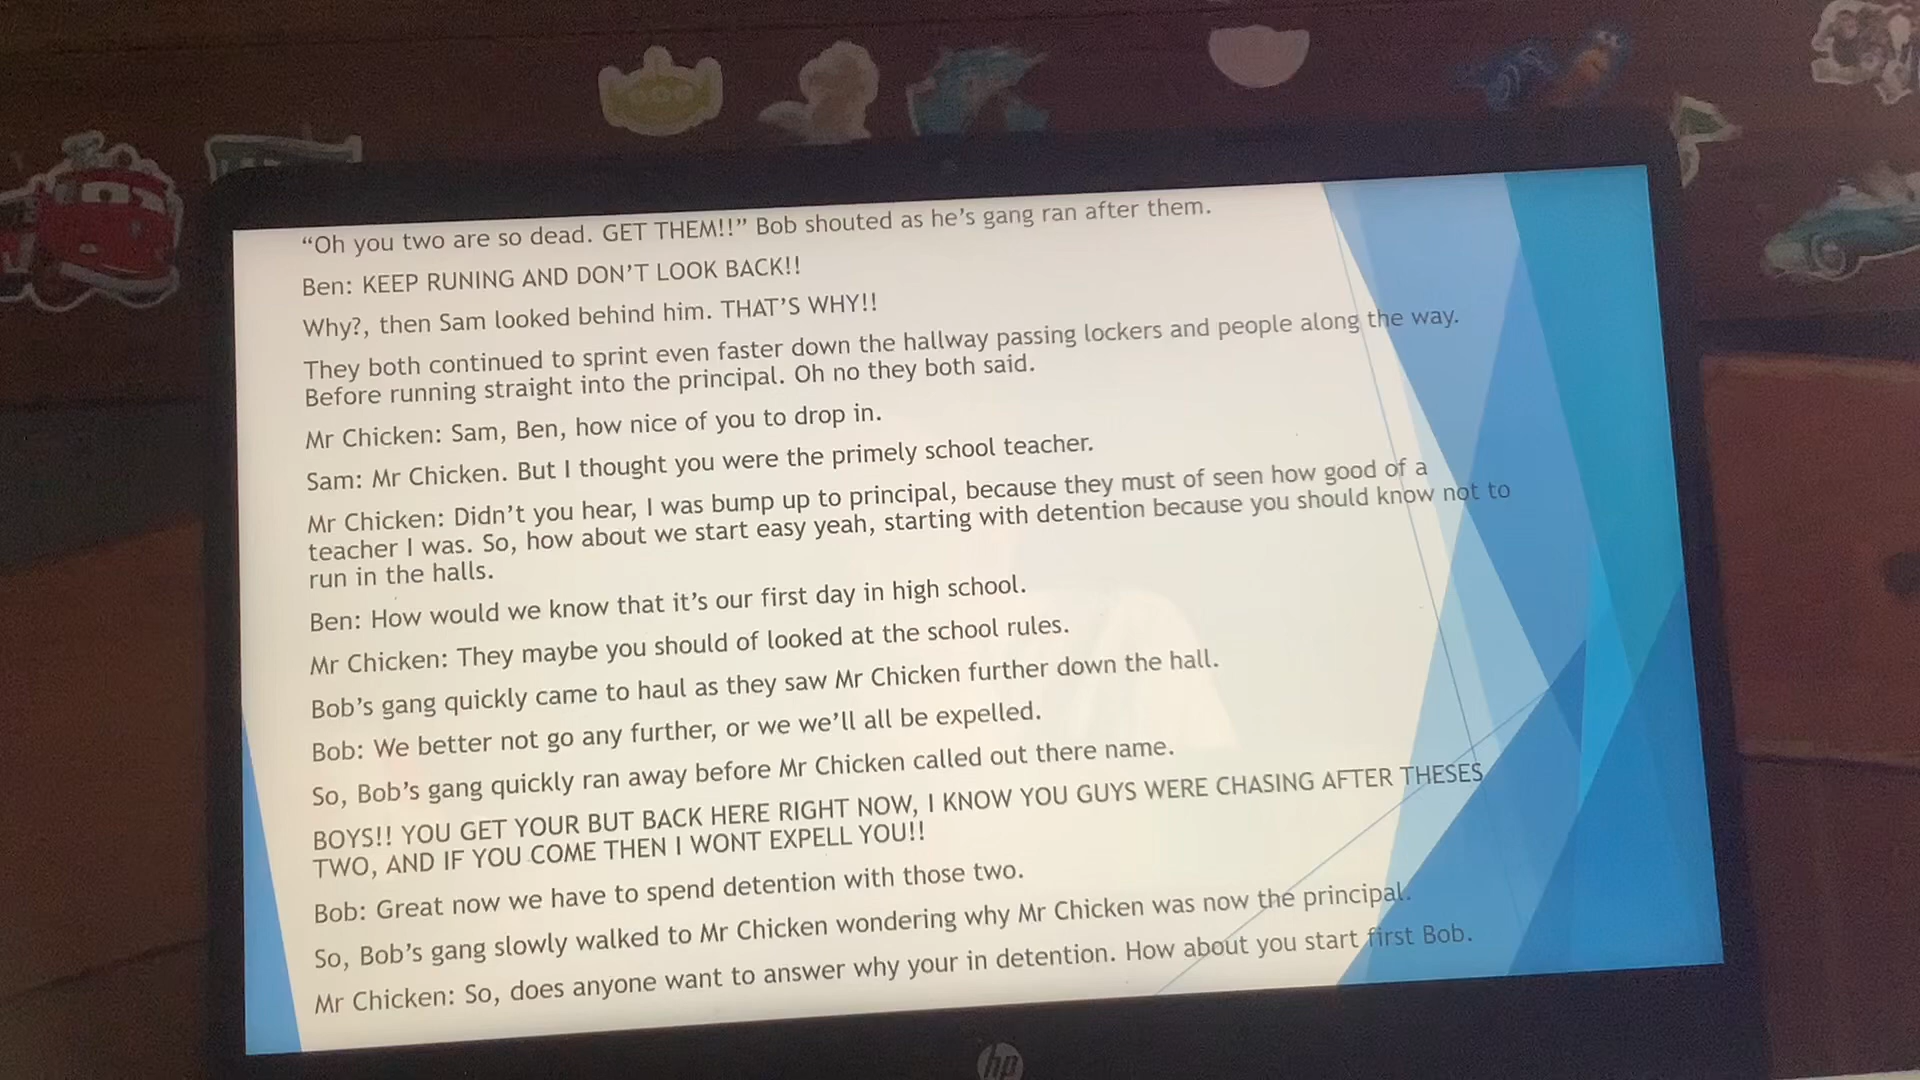 “Oh you two are so dead. GET THEM!!” Bob shouted as he’s gang ran after them.
Ben: KEEP RUNING AND DON’T LOOK BACK!!
Why?, then Sam looked behind him. THAT’S WHY!!
They both continued to sprint even faster down the hallway passing lockers and people along the way.
Before running straight into the principal. Oh no they both said.
Mr Chicken: Sam, Ben, how nice of you to drop in.
Sam: Mr Chicken. But I thought you were the primely school teacher.
Mr Chicken: Didn’t you hear, I was bump up to principal, because they must of seen how good of a
teacher I was. So, how about we start easy yeah, starting with detention because you should know not to
run in the halls.
Ben: How would we know that it’s our first day in high school.
Mr Chicken: They maybe you should of looked at the school rules.
Bob’s gang quickly came to haul as they saw Mr Chicken further down the hall.
Bob: We better not go any further, or we we’ll all be expelled.
So, Bob’s gang quickly ran away before Mr Chicken called out there name.
BOYS!! YOU GET YOUR BUT BACK HERE RIGHT NOW, I KNOW YOU GUYS WERE CHASING AFTER THESES
TWO, AND IF YOU COME THEN I WONT EXPELL YOU!!
Bob: Great now we have to spend detention with those two.
So, Bob’s gang slowly walked to Mr Chicken wondering why Mr Chicken was now the principal.
Mr Chicken: So, does anyone want to answer why your in detention. How about you start first Bob.
hp